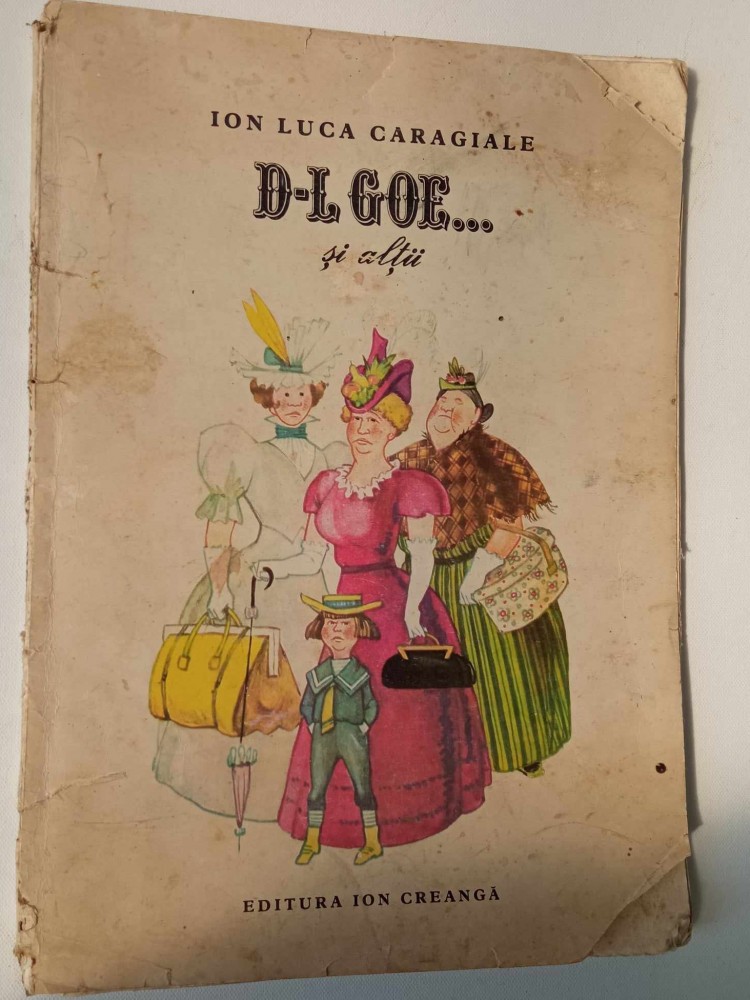 ION LUCA CARAGIALE
D-L GOE...
și alții
EDITURA ION CREANGĂ